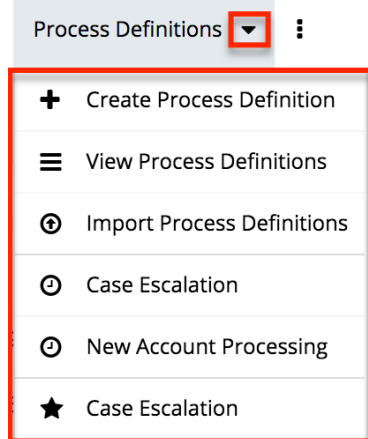 Process Definitions
Create Process Definition
View Process Definitions
Import Process Definitions
Case Escalation
New Account Processing
Case Escalation